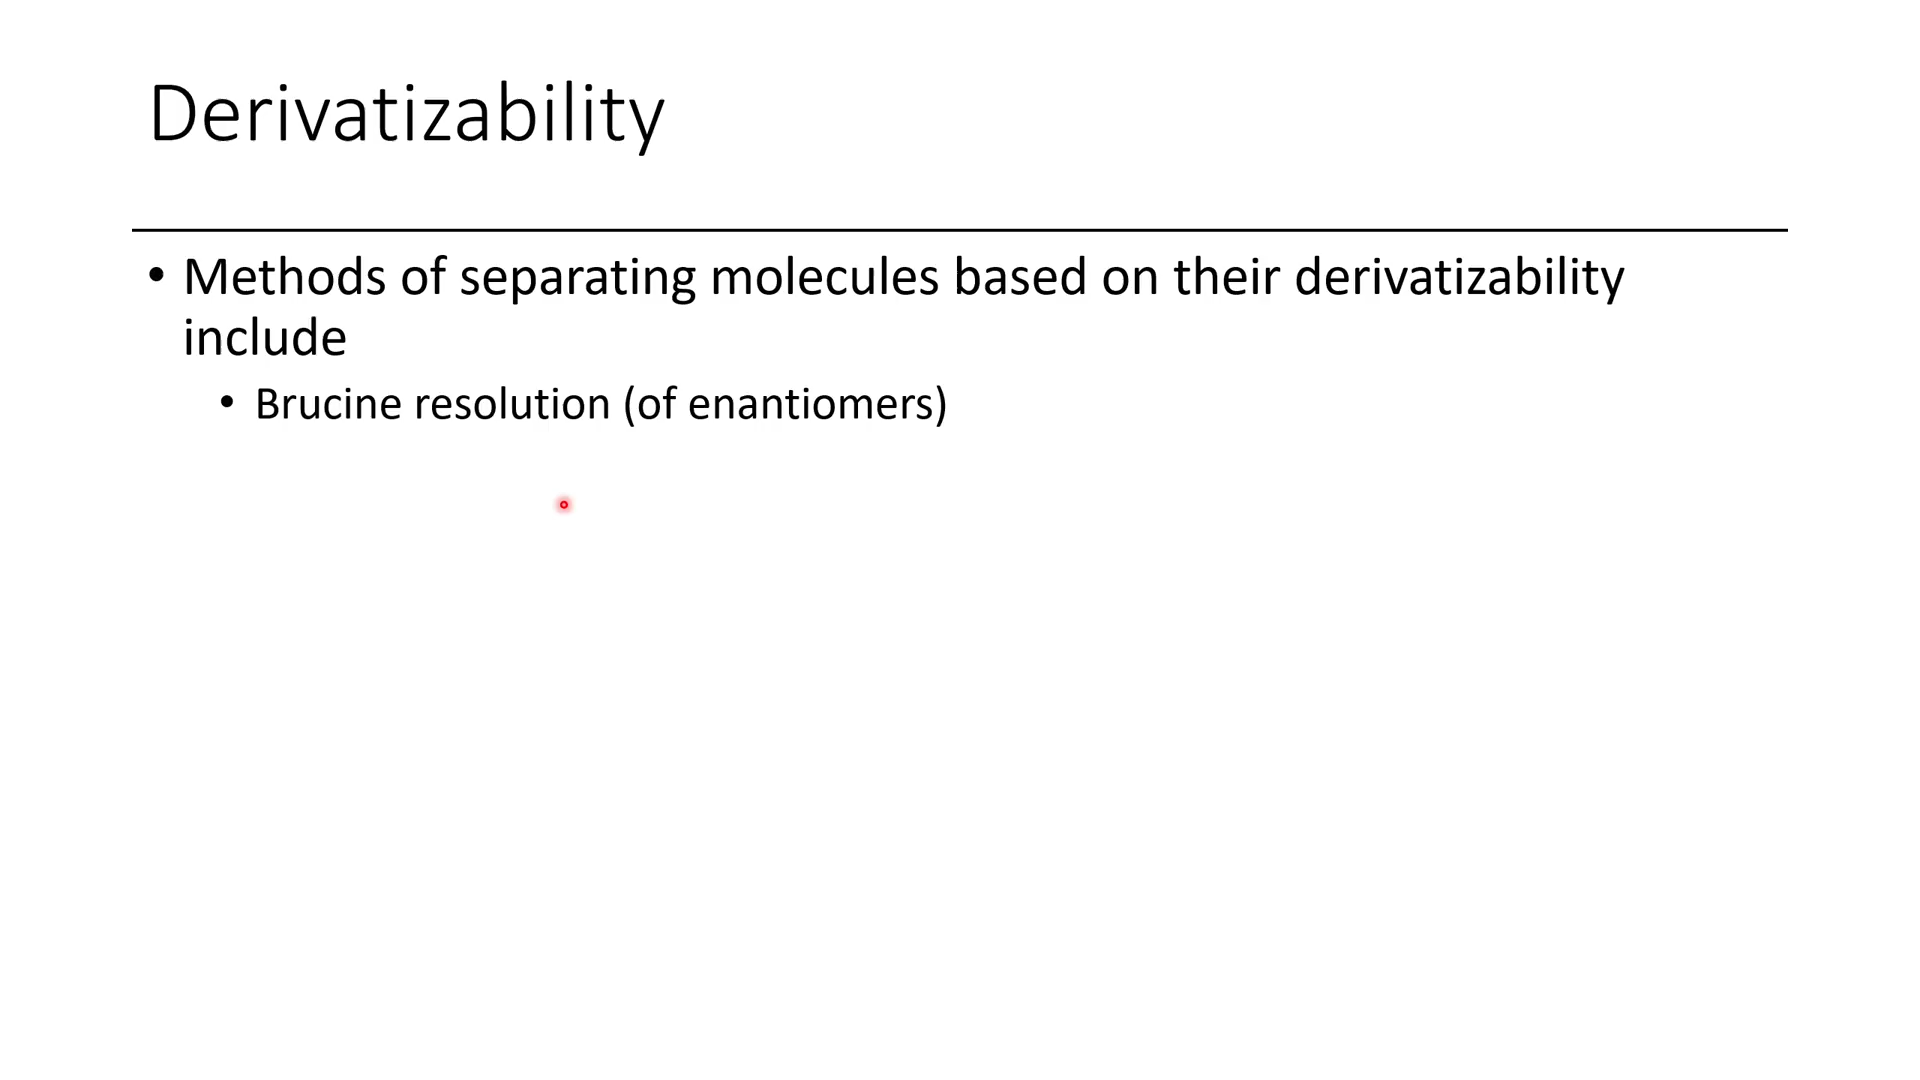 Derivatizability
• Methods of separating molecules based on their derivatizability
include
• Brucine resolution (of enantiomers)